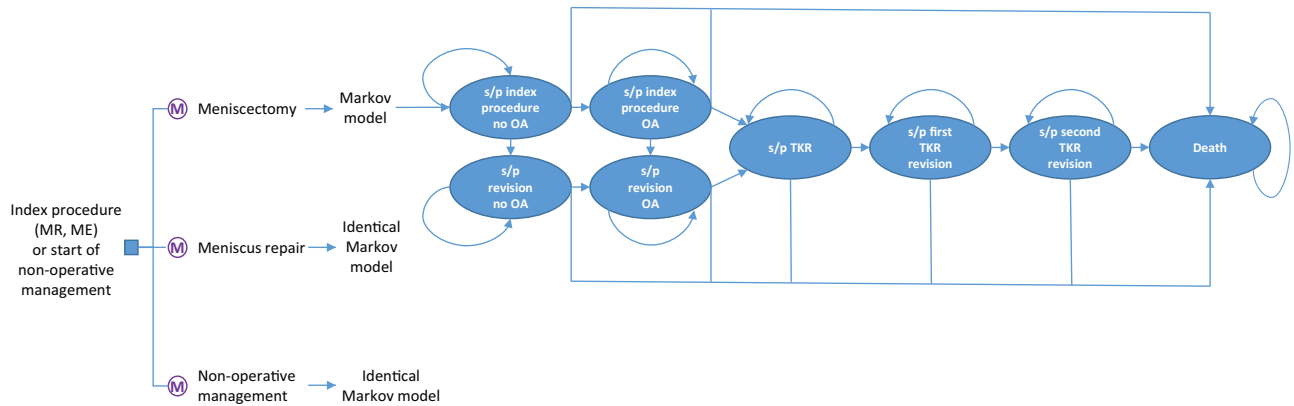 Index procedure
(MR, ME)
or start of
non-operative
management
M
Meniscectomy
Markov
model
s/p index
procedure
no OA
s/p index
procedure
OA
s/p
revision
no OA
s/p
revision
OA
s/p TKR
s/p first
TKR
revision
s/p second
TKR
revision
Death
M
Meniscus repair
Identical
Markov
model
M
Non-operative
management
Identical
Markov model